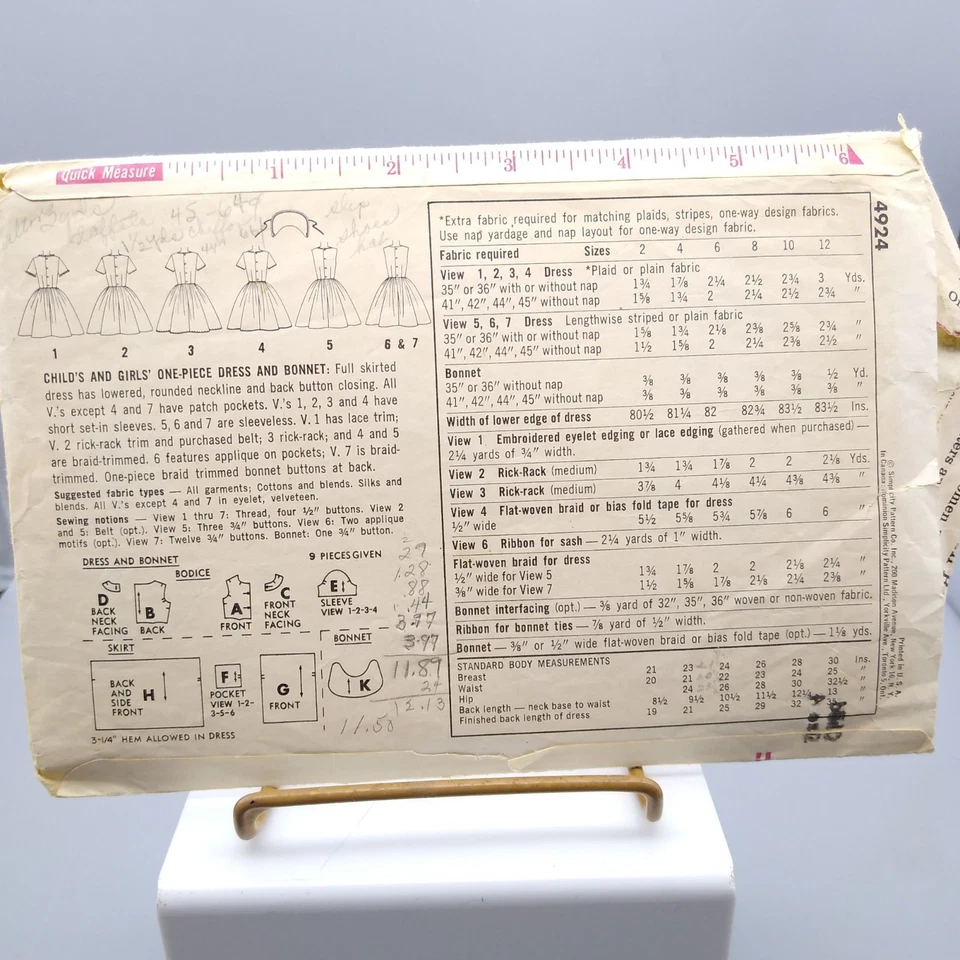 Quick Measure 1 2 3 4 5 6
45
slip
shoes
hat
1 2 3 4 5 6 & 7
CHILD'S AND GIRLS' ONE-PIECE DRESS AND BONNET: Full skirted
dress has lowered, rounded neckline and back button closing. All
V.'s except 4 and 7 have patch pockets. V.'s 1, 2, 3 and 4 have
short set-in sleeves. 5, 6 and 7 are sleeveless. V. 1 has lace trim;
V. 2 rick-rack trim and purchased belt; 3 rick-rack; and 4 and 5
are braid-trimmed. 6 features applique on pockets; V. 7 is braid-
trimmed. One-piece braid trimmed bonnet buttons at back.
Suggested fabric types — All garments; Cottons and blends. Silks and
blends. All V.'s except 4 and 7 in eyelet, velveteen.
Sewing notions — View 1 thru 7: Thread, four ½" buttons. View 2
and 5: Belt (opt.). View 5: Three ¾" buttons. View 6: Two applique
motifs (opt.). View 7: Twelve ¾" buttons. Bonnet: One ¾" button.
DRESS AND BONNET 9 PIECES GIVEN
BODICE
D BACK NECK FACING
B BACK
A FRONT
C FRONT NECK FACING
E SLEEVE VIEW 1-2-3-4
SKIRT
BACK AND SIDE FRONT H
F POCKET VIEW 1-2-3-5-6
G FRONT
BONNET
K
3-1/4" HEM ALLOWED IN DRESS
29
1.28
.88
.44
3.97
11.89
24
12.13
11.50
4924
*Extra fabric required for matching plaids, stripes, one-way design fabrics.
Use nap yardage and nap layout for one-way design fabric.
Fabric required Sizes 2 4 6 8 10 12
View 1, 2, 3, 4 Dress *Plaid or plain fabric
35" or 36" with or without nap 1¾ 1⅞ 2¼ 2½ 2¾ 3 Yds.
41", 42", 44", 45" without nap 1⅝ 1¾ 2 2¼ 2½ 2¾ "
View 5, 6, 7 Dress Lengthwise striped or plain fabric
35" or 36" with or without nap 1⅝ 1¾ 2⅛ 2⅜ 2⅝ 2¾ "
41", 42", 44", 45" without nap 1½ 1⅝ 2 2¼ 2⅜ 2½ "
Bonnet
35" or 36" without nap ⅜ ⅜ ⅜ ⅜ ⅜ ½ Yd.
41", 42", 44", 45" without nap ⅜ ⅜ ⅜ ⅜ ⅜ ⅜ "
Width of lower edge of dress 80½ 81¼ 82 82¾ 83½ 83½ Ins.
View 1 Embroidered eyelet edging or lace edging (gathered when purchased) —
2¼ yards of ¾" width.
View 2 Rick-Rack (medium) 1¾ 1¾ 1⅞ 2 2 2⅛ Yds.
View 3 Rick-rack (medium) 3⅞ 4 4⅛ 4¼ 4⅜ 4⅜ "
View 4 Flat-woven braid or bias fold tape for dress
½" wide 5½ 5⅝ 5¾ 5⅞ 6 6 "
View 6 Ribbon for sash — 2¼ yards of 1" width.
Flat-woven braid for dress
½" wide for View 5 1¾ 1⅞ 2 2 2⅛ 2¼ "
⅜" wide for View 7 1½ 1⅝ 1⅞ 2⅛ 2¼ 2⅜ "
Bonnet interfacing (opt.) — ⅜ yard of 32", 35", 36" woven or non-woven fabric.
Ribbon for bonnet ties — ⅞ yard of ½" width.
Bonnet — ⅜" or ½" wide flat-woven braid or bias fold tape (opt.) — 1⅛ yds.
STANDARD BODY MEASUREMENTS
Breast 21 23 24 26 28 30 Ins.
Waist 20 21 22 23 24 25 "
Hip 24 26 28 30 32½ "
Back length — neck base to waist 8½ 9½ 10½ 11½ 12¼ 13 "
Finished back length of dress 19 21 25 29 32 "
© Simplicity Pattern Co. Inc., 200 Madison Avenue, New York 16, N. Y.
In Canada: Dominion Simplicity Pattern Ltd., Yorkville Ave., Toronto 5, Ont.
Printed in U. S. A.